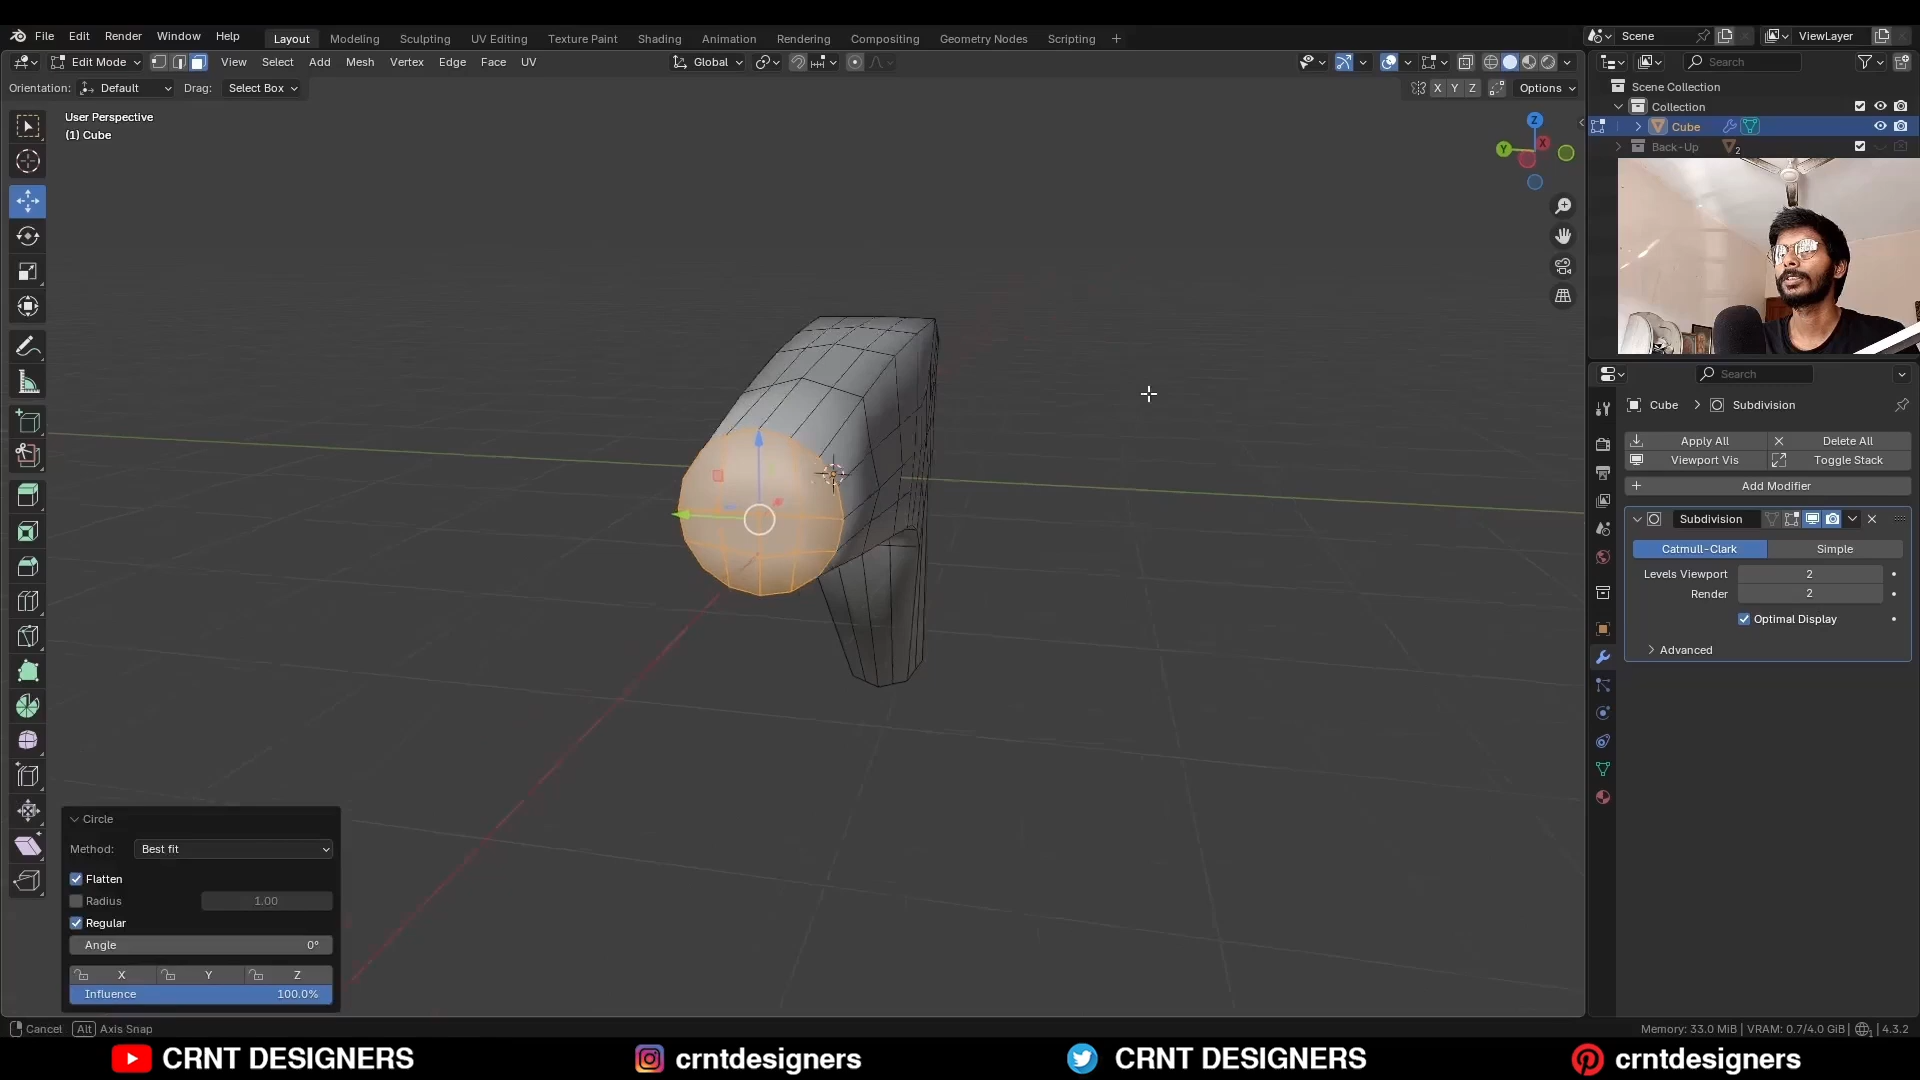 File Edit Render Window Help Layout Modeling Sculpting UV Editing Texture Paint Shading Animation Rendering Compositing Geometry Nodes Scripting + Scene ViewLayer
Edit Mode View Select Add Mesh Vertex Edge Face UV Global Search
Orientation: Default Drag: Select Box X Y Z Options
Scene Collection
Collection
Cube
Back-Up 2
User Perspective
(1) Cube
Z
Y X
Search
Cube > Subdivision
Apply All Delete All
Viewport Vis Toggle Stack
Add Modifier
Subdivision
Catmull-Clark Simple
Levels Viewport 2
Render 2
Optimal Display
Advanced
Circle
Method: Best fit
Flatten
Radius 1.00
Regular
Angle 0°
X Y Z
Influence 100.0%
Cancel Alt Axis Snap
Memory: 33.0 MiB | VRAM: 0.7/4.0 GiB | 4.3.2
CRNT DESIGNERS crntdesigners CRNT DESIGNERS crntdesigners